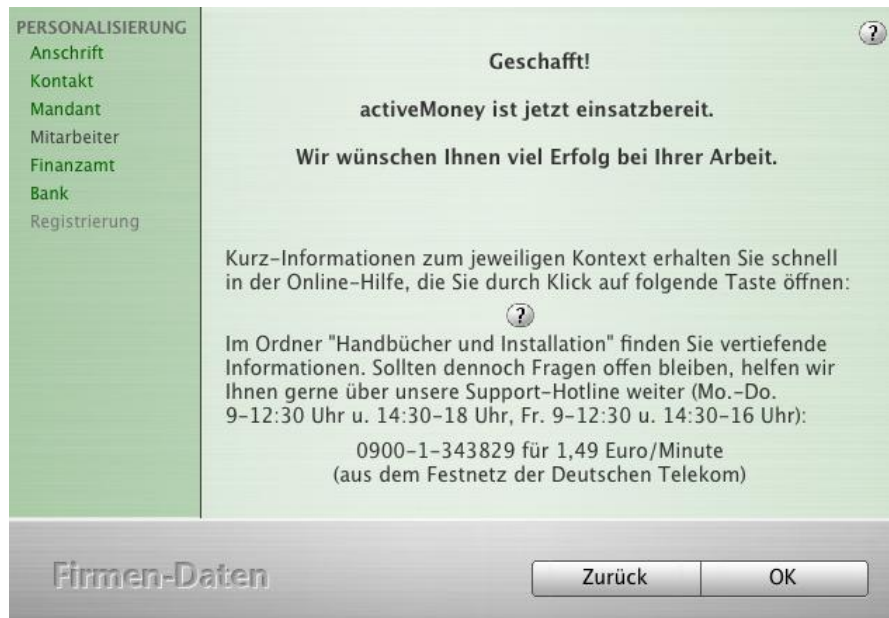 PERSONALISIERUNG
Anschrift
Kontakt
Mandant
Mitarbeiter
Finanzamt
Bank
Registrierung
?
Geschafft!
activeMoney ist jetzt einsatzbereit.
Wir wünschen Ihnen viel Erfolg bei Ihrer Arbeit.
Kurz-Informationen zum jeweiligen Kontext erhalten Sie schnell
in der Online-Hilfe, die Sie durch Klick auf folgende Taste öffnen:
?
Im Ordner "Handbücher und Installation" finden Sie vertiefende
Informationen. Sollten dennoch Fragen offen bleiben, helfen wir
Ihnen gerne über unsere Support-Hotline weiter (Mo.-Do.
9-12:30 Uhr u. 14:30-18 Uhr, Fr. 9-12:30 u. 14:30-16 Uhr):
0900-1-343829 für 1,49 Euro/Minute
(aus dem Festnetz der Deutschen Telekom)
Firmen-Daten
Zurück
OK